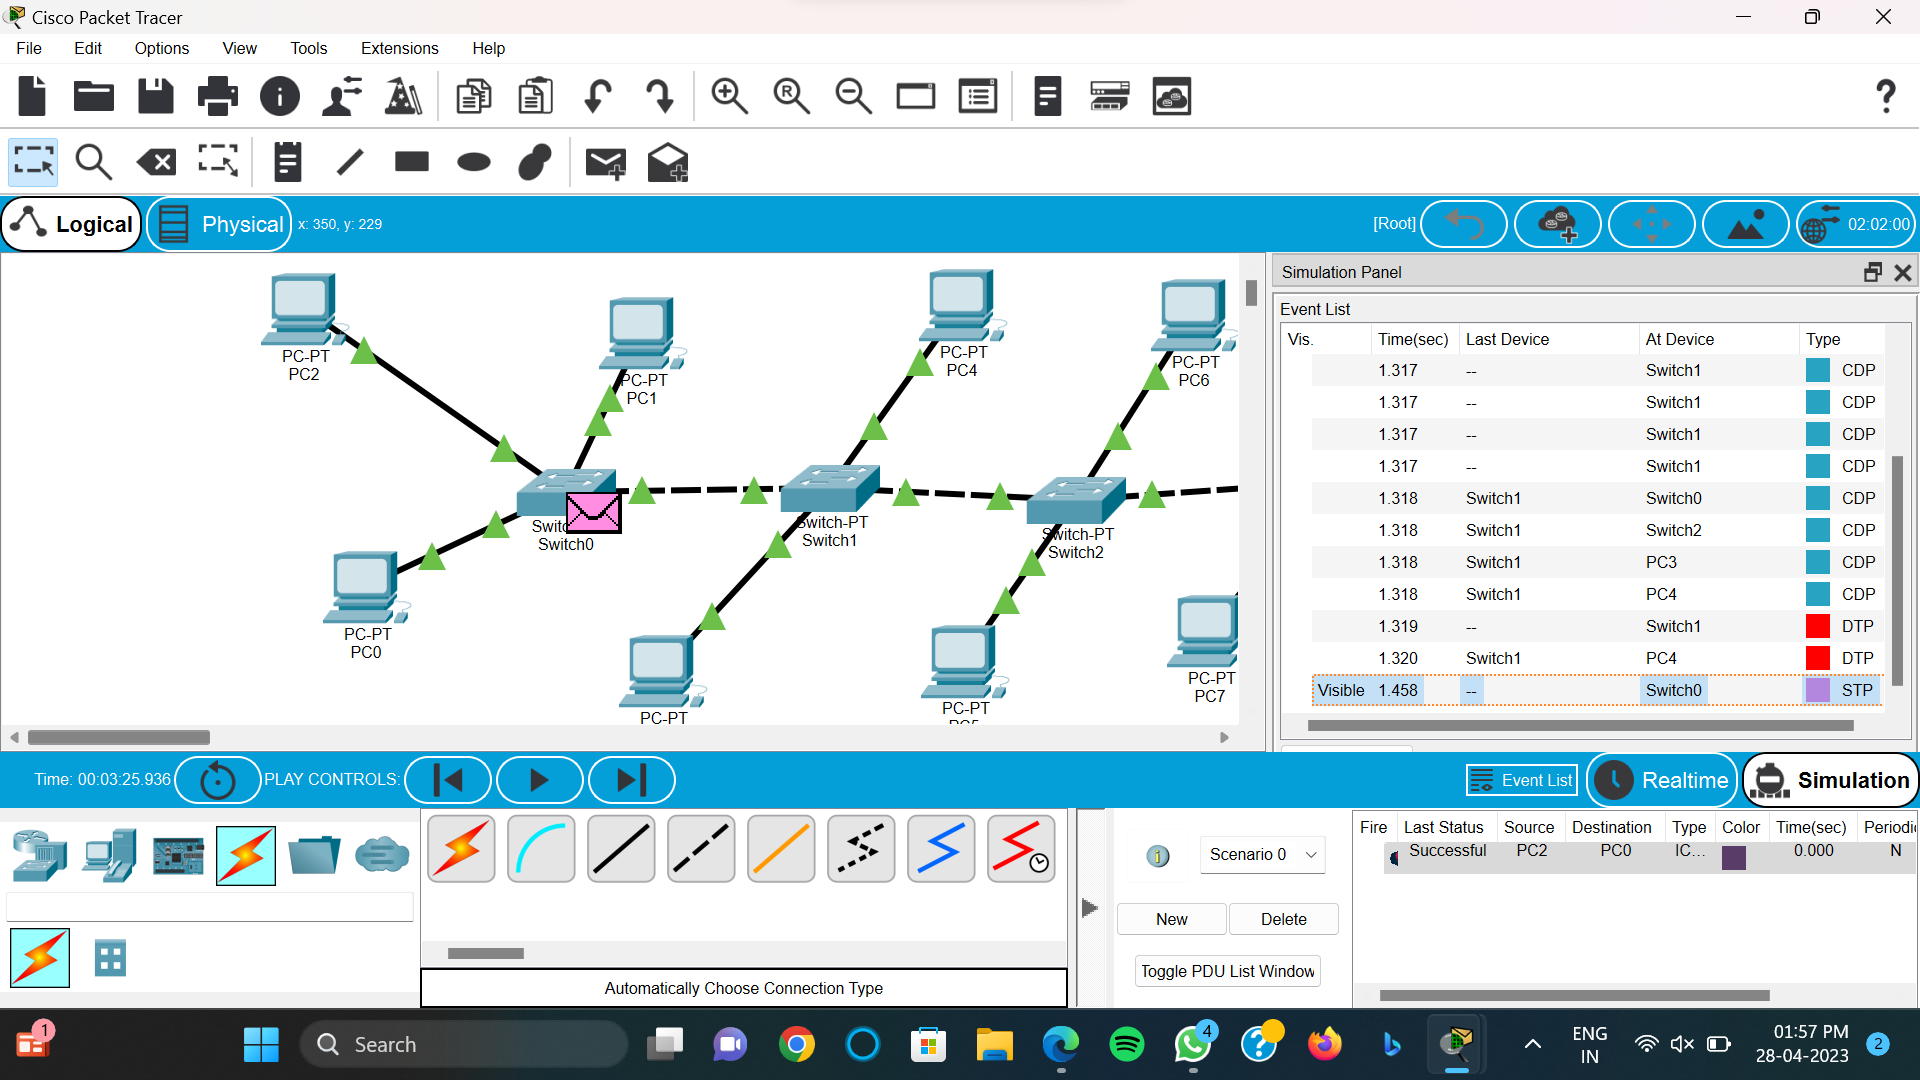 Cisco Packet Tracer
File Edit Options View Tools Extensions Help
Logical Physical x: 350, y: 229 [Root] 02:02:00
PC-PT
PC2
PC-PT
PC1
PC-PT
PC4
PC-PT
PC6
Switch0
Switch-PT
Switch1
Switch-PT
Switch2
PC-PT
PC0
PC-PT
PC-PT
PC-PT
PC7
Simulation Panel
Event List
Vis. Time(sec) Last Device At Device Type
1.317 -- Switch1 CDP
1.317 -- Switch1 CDP
1.317 -- Switch1 CDP
1.317 -- Switch1 CDP
1.318 Switch1 Switch0 CDP
1.318 Switch1 Switch2 CDP
1.318 Switch1 PC3 CDP
1.318 Switch1 PC4 CDP
1.319 -- Switch1 DTP
1.320 Switch1 PC4 DTP
Visible 1.458 -- Switch0 STP
Time: 00:03:25.936 PLAY CONTROLS: Event List Realtime Simulation
Scenario 0
New Delete
Toggle PDU List Window
Fire Last Status Source Destination Type Color Time(sec) Periodi
Successful PC2 PC0 IC... 0.000 N
Automatically Choose Connection Type
1 Search 4 ENG
IN
01:57 PM
28-04-2023
2